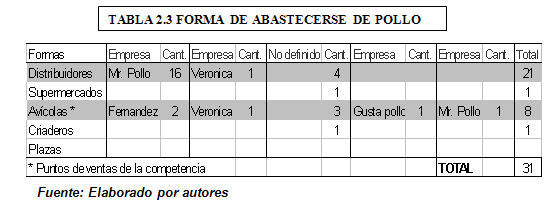 TABLA 2.3 FORMA DE ABASTECERSE DE POLLO
Formas Empresa Cant. Empresa Cant. No definido Cant. Empresa Cant. Empresa Cant. Total
Distribuidores Mr. Pollo 16 Veronica 1 4 21
Supermercados 1 1
Avícolas * Fernandez 2 Veronica 1 3 Gusta pollo 1 Mr. Pollo 1 8
Criaderos 1 1
Plazas
* Puntos de ventas de la competencia TOTAL 31
Fuente: Elaborado por autores